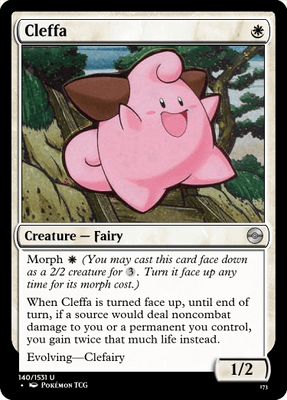 Cleffa
Creature — Fairy
Morph (You may cast this card face down
as a 2/2 creature for 3. Turn it face up any
time for its morph cost.)
When Cleffa is turned face up, until end of
turn, if a source would deal noncombat
damage to you or a permanent you control,
you gain twice that much life instead.
Evolving—Clefairy
1/2
140/1531 U
• Pokémon TCG